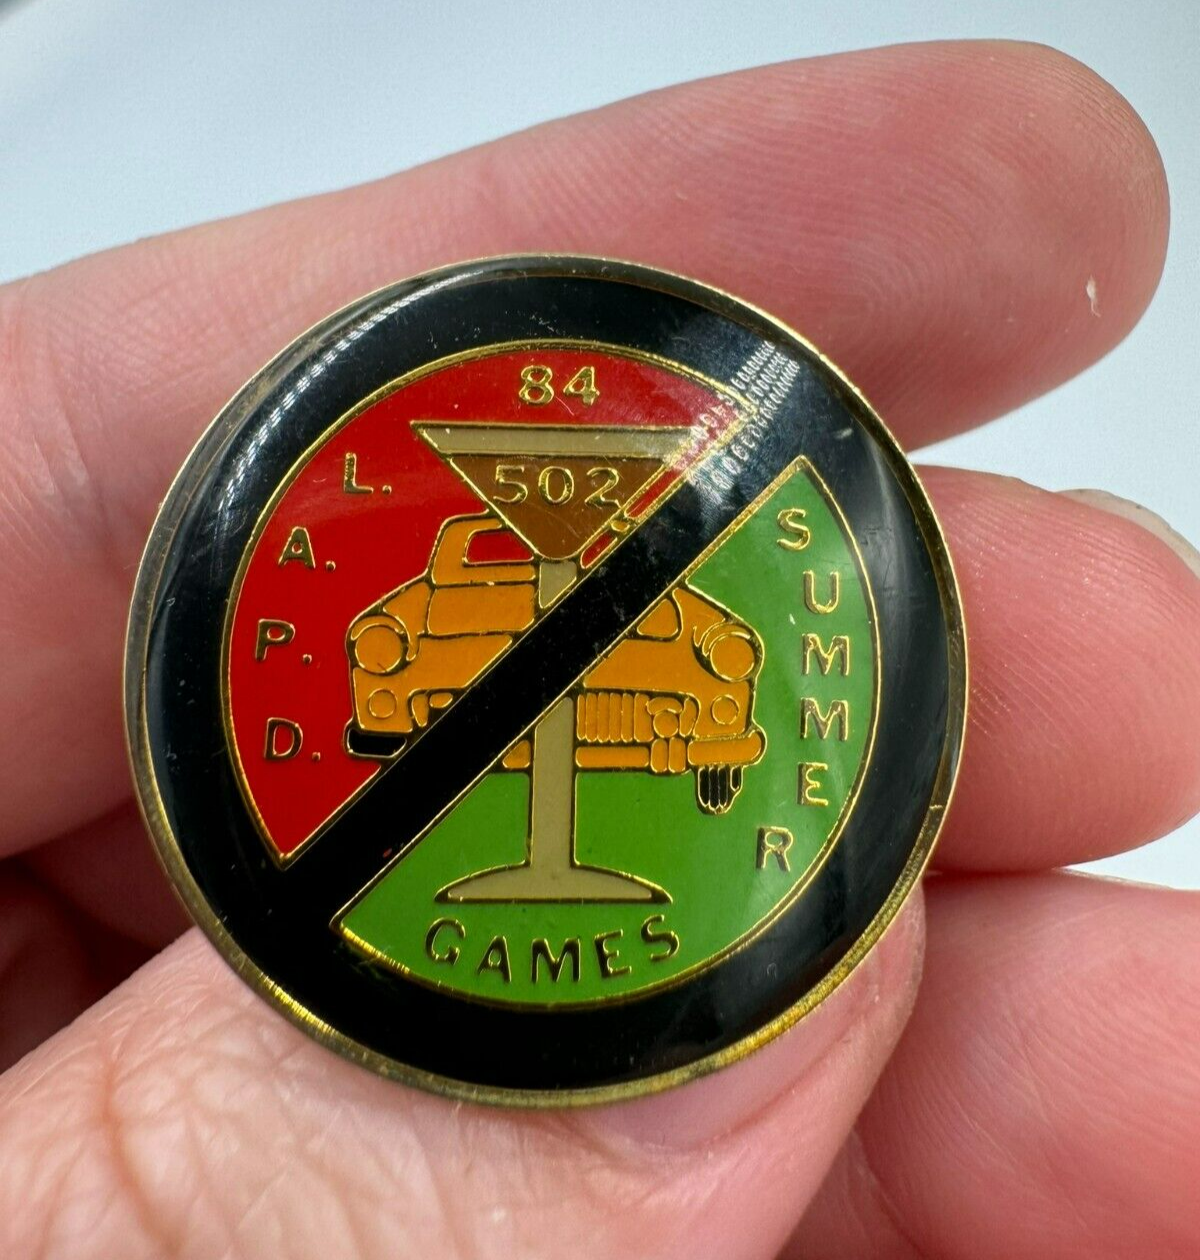 84
L.A.P.D.
502
SUMMER
GAMES